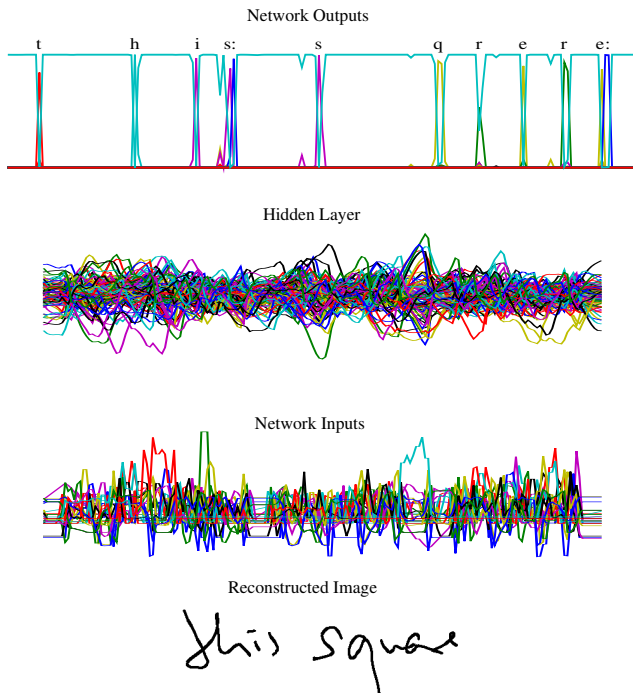 Network Outputs
t h i s: s q r e r e:
Hidden Layer
Network Inputs
Reconstructed Image
this square